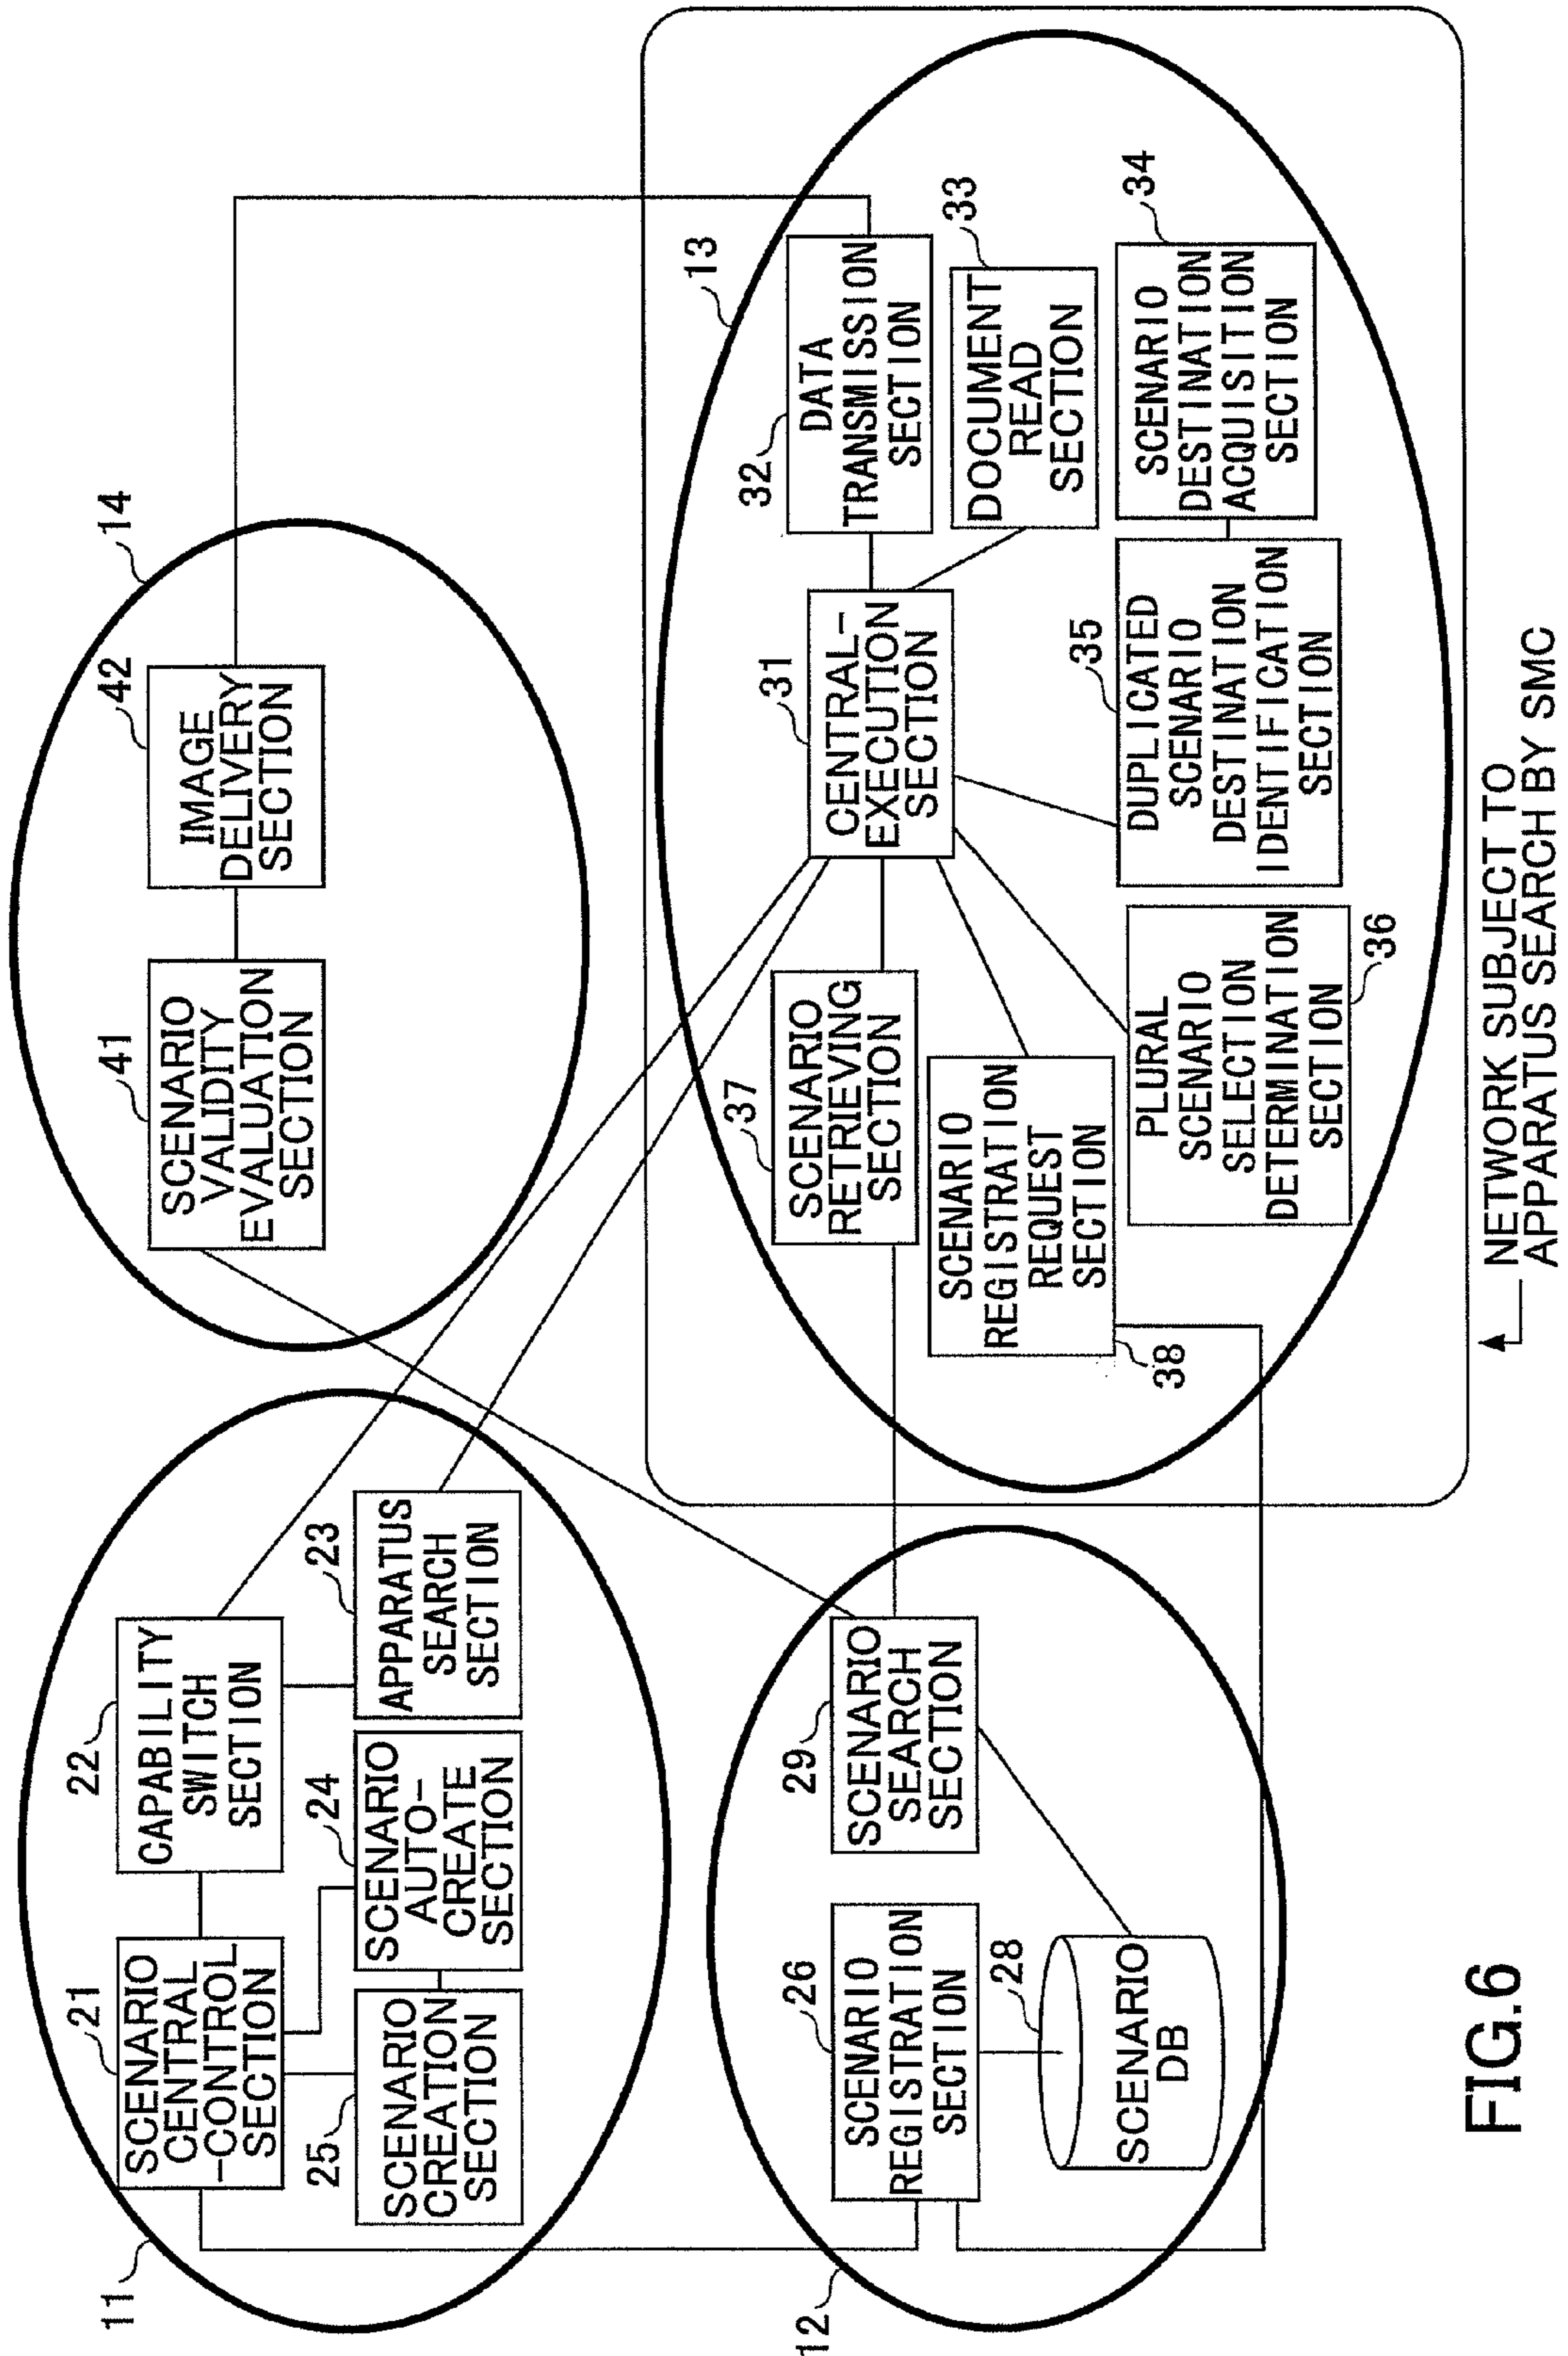 11
21
SCENARIO
CENTRAL
-CONTROL
SECTION
22
CAPABILITY
SWITCH
SECTION
25
SCENARIO
CREATION
SECTION
24
SCENARIO
AUTO-
CREATE
SECTION
23
APPARATUS
SEARCH
SECTION
14
41
SCENARIO
VALIDITY
EVALUATION
SECTION
42
IMAGE
DELIVERY
SECTION
12
26
SCENARIO
REGISTRATION
SECTION
28
SCENARIO
DB
29
SCENARIO
SEARCH
SECTION
13
37
SCENARIO
RETRIEVING
SECTION
31
CENTRAL-
EXECUTION
SECTION
32
DATA
TRANSMISSION
SECTION
33
DOCUMENT
READ
SECTION
38
SCENARIO
REGISTRATION
REQUEST
SECTION
36
PLURAL
SCENARIO
SELECTION
DETERMINATION
SECTION
35
DUPLICATED
SCENARIO
DESTINATION
IDENTIFICATION
SECTION
34
SCENARIO
DESTINATION
ACQUISITION
SECTION
NETWORK SUBJECT TO
APPARATUS SEARCH BY SMC
FIG.6